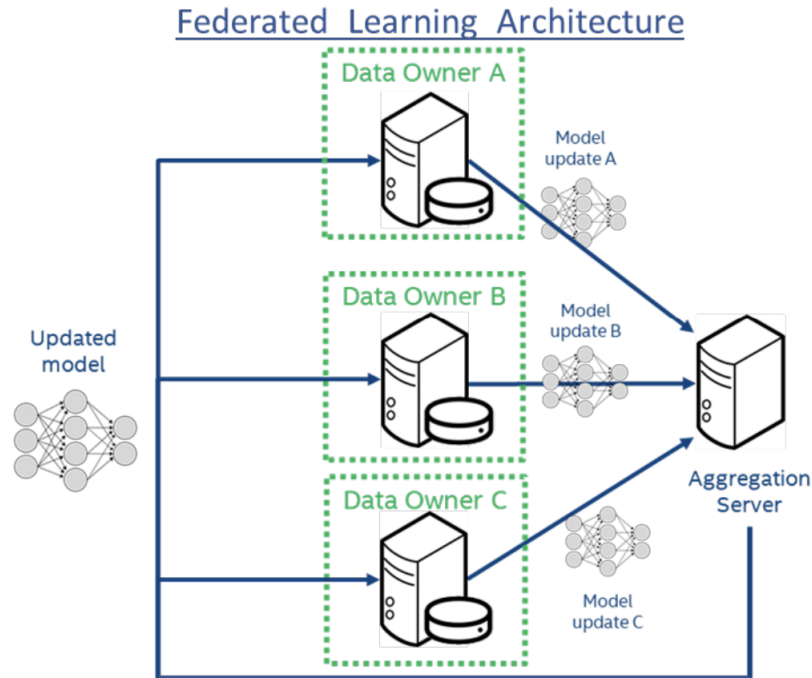 Federated Learning Architecture
Data Owner A
Model
update A
Data Owner B
Model
update B
Updated
model
Data Owner C
Aggregation
Server
Model
update C